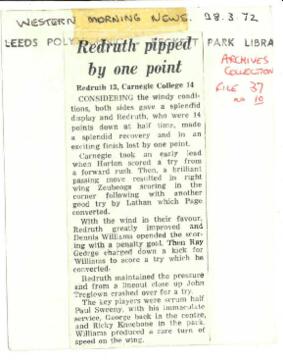 WESTERN MORNING NEWS. 28.3.72
LEEDS POL PARK LIBRA
ARCHIVES
COLLECTION
FILE 37
NO 10
Redruth pipped
by one point
Redruth 13, Carnegie College 14
CONSIDERING the windy condi-
tions, both sides gave a splendid
display and Redruth, who were 14
points down at half time, made
a splendid recovery and in an
exciting finish lost by one point.
Carnegie took an early lead
when Horton scored a try from
a forward rush. Then, a brilliant
passing move resulted in right
wing scoring in the
corner following with another
good try by Lathan which Page
converted.
With the wind in their favour,
Redruth greatly improved and
Dennis Williams opended the scor-
ing with a penalty goal. Then Ray
George charged down a kick for
Williams to score a try which he
converted.
Redruth maintained the pressure
and from a lineout close up John
Treglown crashed over for a try.
The key players were scrum half
Paul Sweeny, with his immaculate
service, George back in the centre,
and Ricky Kneebone in the pack.
Williams produced a rare turn of
speed on the wing.